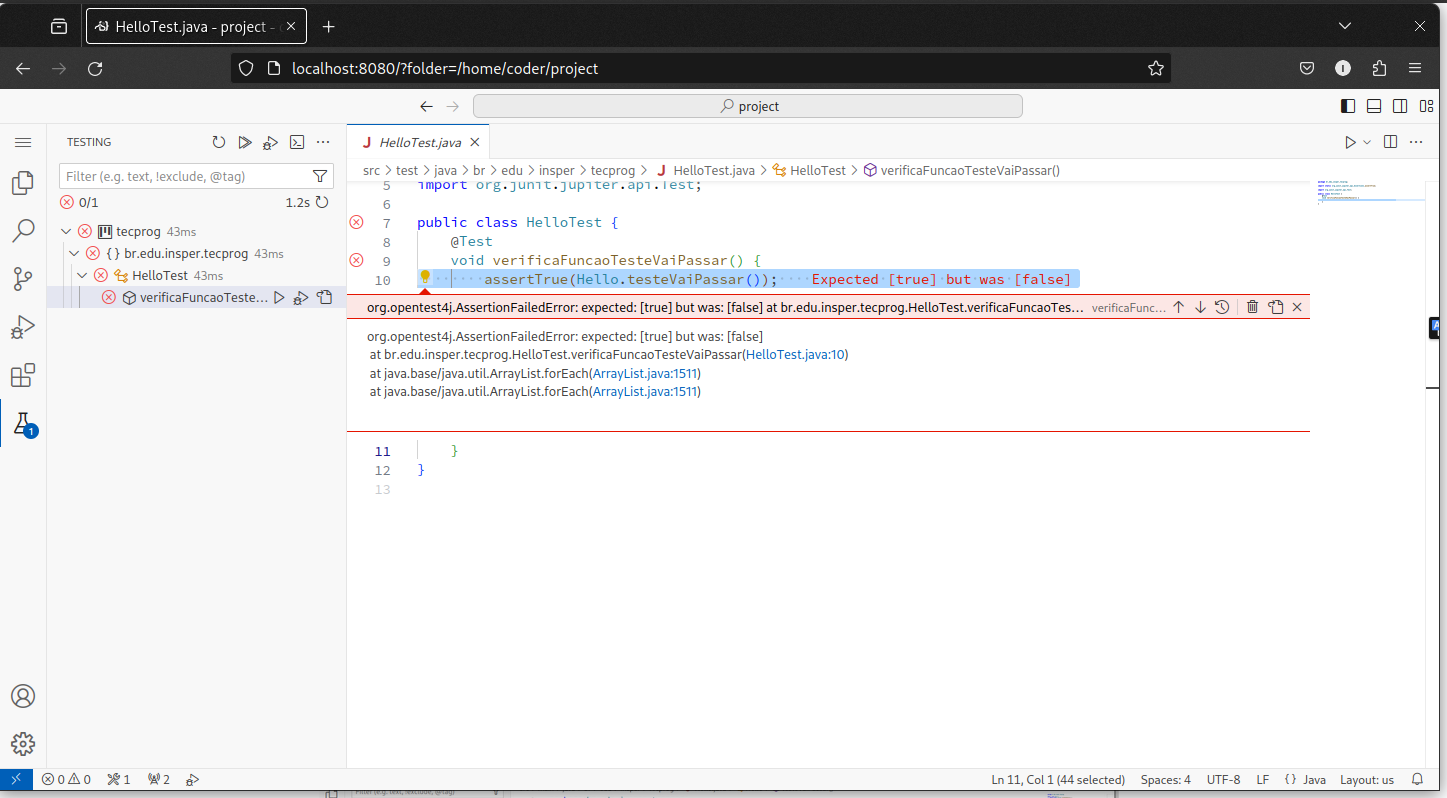 HelloTest.java - project -
localhost:8080/?folder=/home/coder/project
project
TESTING
Filter (e.g. text, !exclude, @tag)
0/1
1.2s
tecprog 43ms
{} br.edu.insper.tecprog 43ms
HelloTest 43ms
verificaFuncaoTeste...
J HelloTest.java
src > test > java > br > edu > insper > tecprog > J HelloTest.java > HelloTest > verificaFuncaoTesteVaiPassar()
5 import org.junit.jupiter.api.Test;
6
7 public class HelloTest {
8 @Test
9 void verificaFuncaoTesteVaiPassar() {
10 assertTrue(Hello.testeVaiPassar()); Expected [true] but was [false]
org.opentest4j.AssertionFailedError: expected: [true] but was: [false] at br.edu.insper.tecprog.HelloTest.verificaFuncaoTes... verificaFunc...
org.opentest4j.AssertionFailedError: expected: [true] but was: [false]
at br.edu.insper.tecprog.HelloTest.verificaFuncaoTesteVaiPassar(HelloTest.java:10)
at java.base/java.util.ArrayList.forEach(ArrayList.java:1511)
at java.base/java.util.ArrayList.forEach(ArrayList.java:1511)
11 }
12 }
13
1
0 0 1 2
Ln 11, Col 1 (44 selected) Spaces: 4 UTF-8 LF {} Java Layout: us